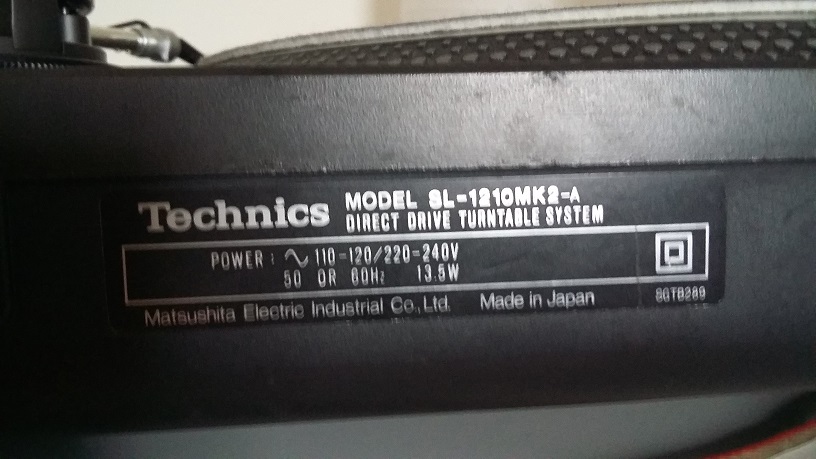 Technics
MODEL SL-1210MK2-A
DIRECT DRIVE TURNTABLE SYSTEM
POWER : ∿ 110-120/220-240V
50 OR 60Hz 13.5W
Matsushita Electric Industrial Co., Ltd. Made in Japan